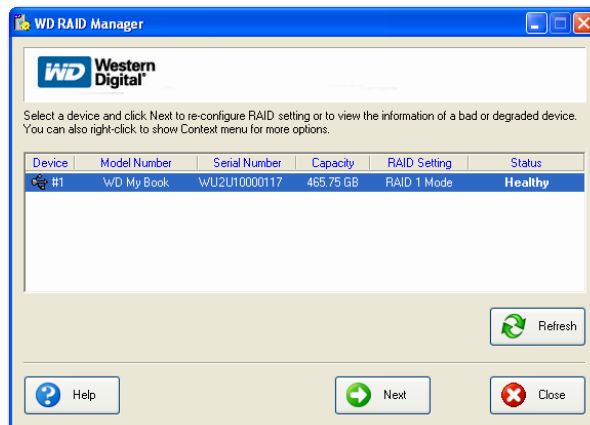 WD RAID Manager
WD Western Digital®
Select a device and click Next to re-configure RAID setting or to view the information of a bad or degraded device.
You can also right-click to show Context menu for more options.
Device Model Number Serial Number Capacity RAID Setting Status
#1 WD My Book WU2U10000117 465.75 GB RAID 1 Mode Healthy
Refresh
Help Next Close